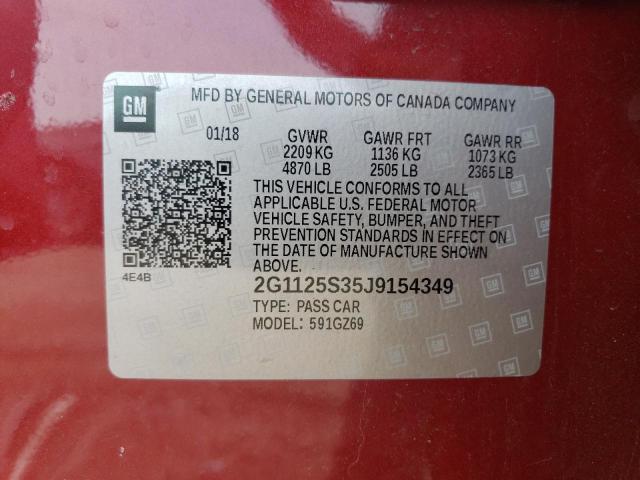 GM
MFD BY GENERAL MOTORS OF CANADA COMPANY
01/18 GVWR GAWR FRT GAWR RR
2209 KG 1136 KG 1073 KG
4870 LB 2505 LB 2365 LB
THIS VEHICLE CONFORMS TO ALL
APPLICABLE U.S. FEDERAL MOTOR
VEHICLE SAFETY, BUMPER, AND THEFT
PREVENTION STANDARDS IN EFFECT ON
THE DATE OF MANUFACTURE SHOWN
ABOVE.
4E4B
2G1125S35J9154349
TYPE: PASS CAR
MODEL: 591GZ69